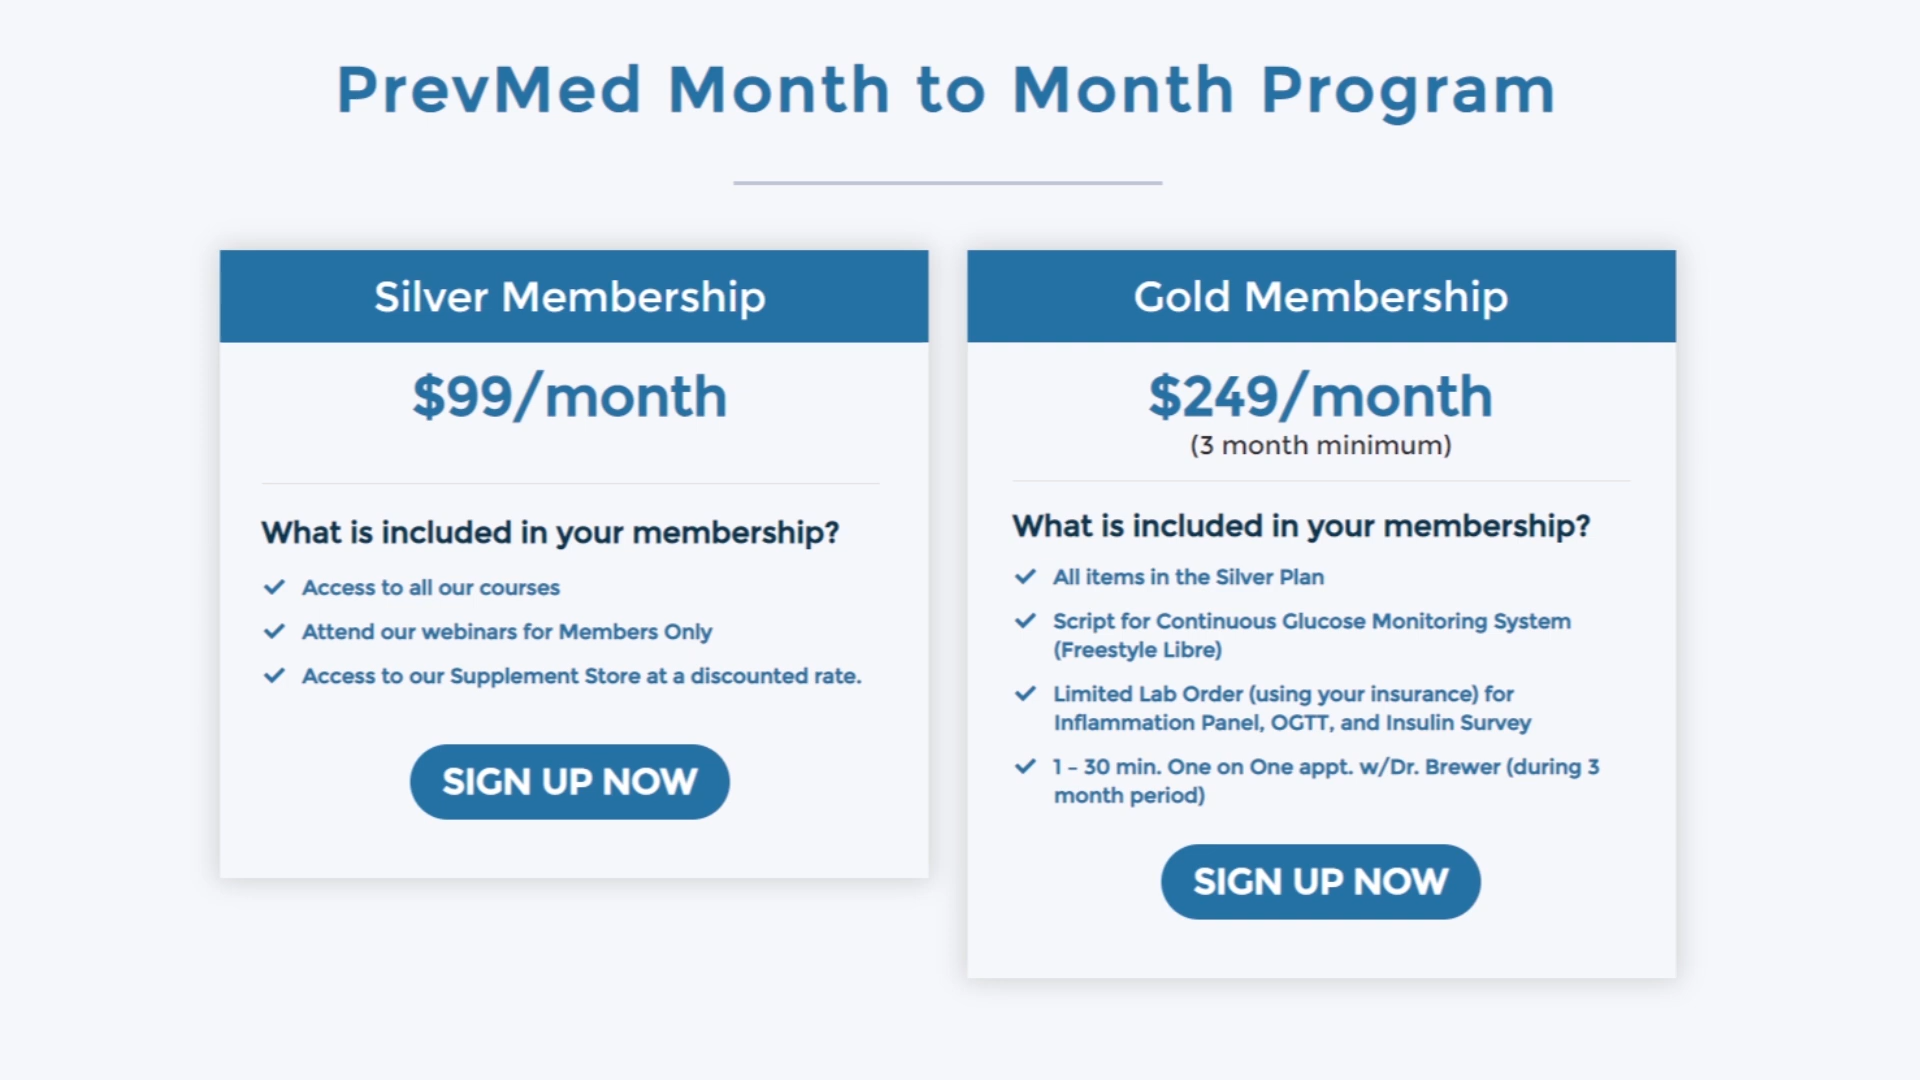 PrevMed Month to Month Program
Silver Membership
$99/month
What is included in your membership?
Access to all our courses
Attend our webinars for Members Only
Access to our Supplement Store at a discounted rate.
SIGN UP NOW
Gold Membership
$249/month
(3 month minimum)
What is included in your membership?
All items in the Silver Plan
Script for Continuous Glucose Monitoring System
(Freestyle Libre)
Limited Lab Order (using your insurance) for
Inflammation Panel, OGTT, and Insulin Survey
1 – 30 min. One on One appt. w/Dr. Brewer (during 3
month period)
SIGN UP NOW